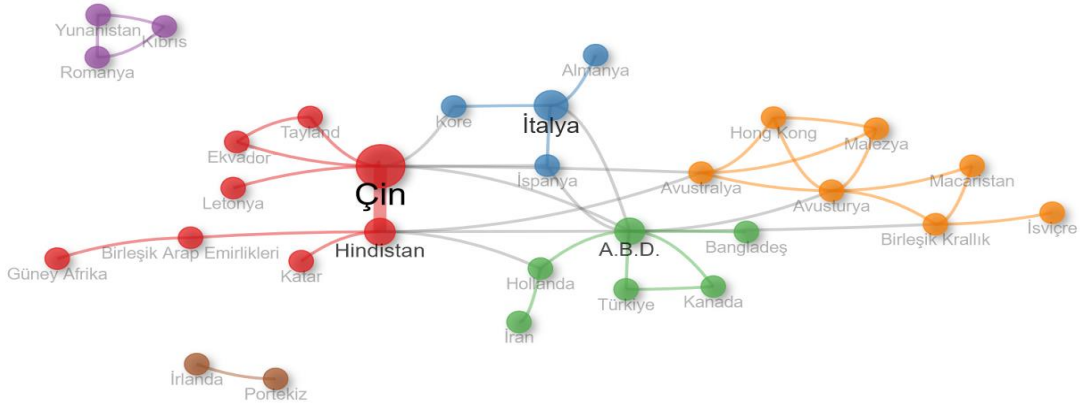 Yunanistan
Kıbrıs
Romanya
Almanya
Kore
İtalya
Tayland
Hong Kong
Malezya
Ekvador
Letonya
Çin
İspanya
Avustralya
Avusturya
Macaristan
Birleşik Krallık
İsviçre
Güney Afrika
Birleşik Arap Emirlikleri
Hindistan
Katar
A.B.D.
Bangladeş
Hollanda
Türkiye
Kanada
İran
İrlanda
Portekiz